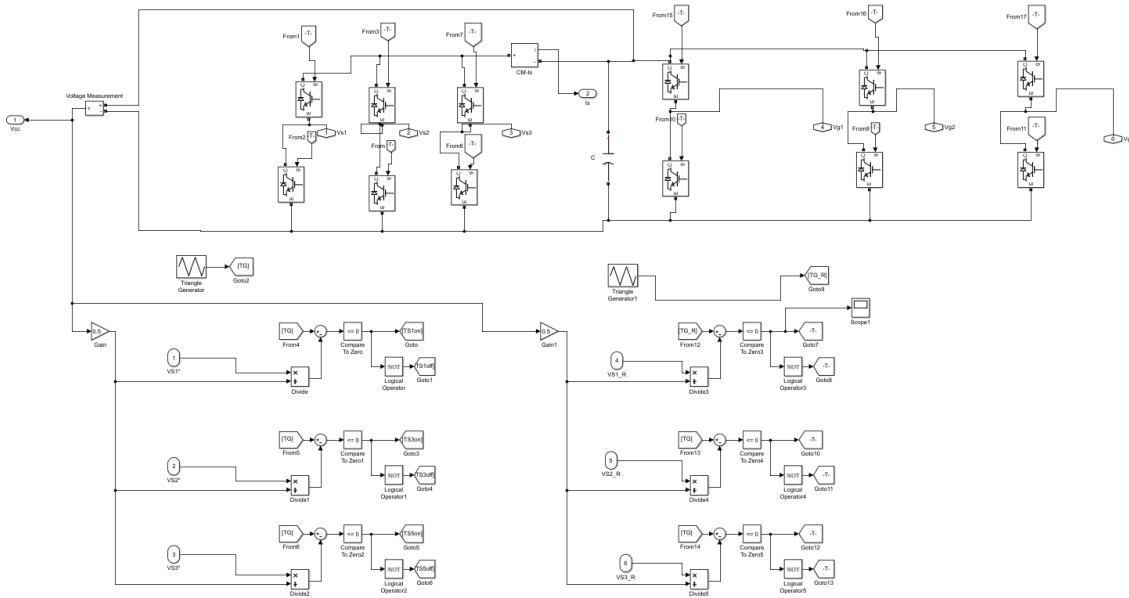 From1
-T-
From3
-T-
From7
-T-
From15
-T-
From16
-T-
From17
-T-
CM-Is
2
Is
Voltage Measurement
v
1
Vcc
From2
-T-
1
Vs1
From
-T-
2
Vs2
From8
-T-
3
Vs3
C
From10
-T-
4
Vg1
From9
-T-
5
Vg2
From11
-T-
6
Triangle
Generator
[TG]
Goto2
Triangle
Generator1
[TG_R]
Goto9
Scope1
0.5
Gain
0.5
Gain1
[TG]
From4
<= 0
Compare
To Zero
[TS1on]
Goto
1
VS1*
Divide
NOT
Logical
Operator
[TS1off]
Goto1
[TG_R]
From12
<= 0
Compare
To Zero3
-T-
Goto7
4
VS1_R
Divide3
NOT
Logical
Operator3
-T-
Goto8
[TG]
From5
<= 0
Compare
To Zero1
[TS3on]
Goto3
2
VS2*
Divide1
NOT
Logical
Operator1
[TS3off]
Goto4
[TG]
From13
<= 0
Compare
To Zero4
-T-
Goto10
5
VS2_R
Divide4
NOT
Logical
Operator4
-T-
Goto11
[TG]
From6
<= 0
Compare
To Zero2
[TS5on]
Goto5
3
VS3*
Divide2
NOT
Logical
Operator2
[TS5off]
Goto6
[TG]
From14
<= 0
Compare
To Zero5
-T-
Goto12
6
VS3_R
Divide5
NOT
Logical
Operator5
-T-
Goto13